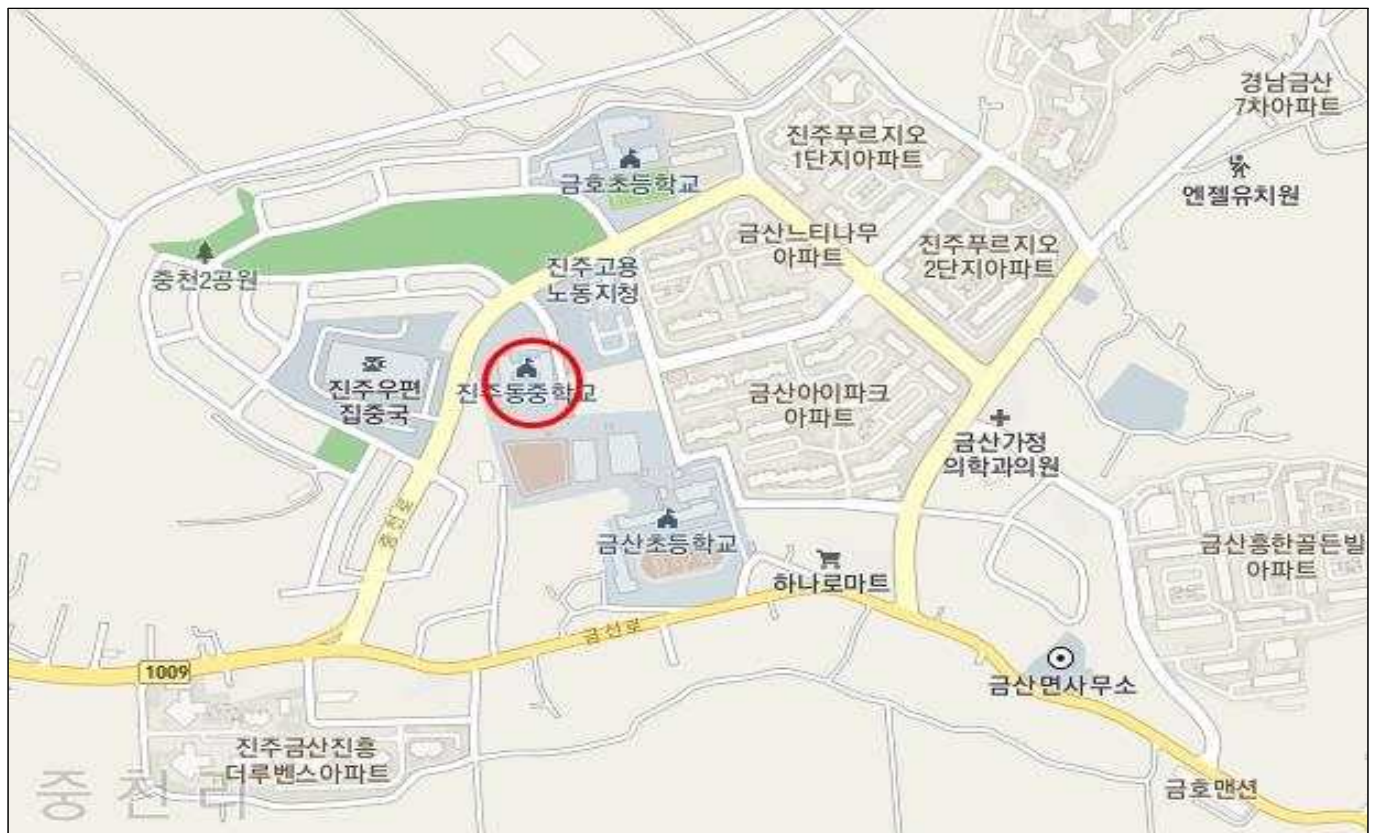 경남금산
7차아파트
진주푸르지오
1단지아파트
금호초등학교
엔젤유치원
금산느티나무
아파트
진주푸르지오
2단지아파트
진주고용
노동지청
중천2공원
진주우편
집중국
진주동중학교
금산아이파크
아파트
금산가정
의학과의원
중천로
금산초등학교
하나로마트
금산흥한골든빌
아파트
금산로
1009
금산면사무소
진주금산진흥
더루벤스아파트
중천리
금호맨션